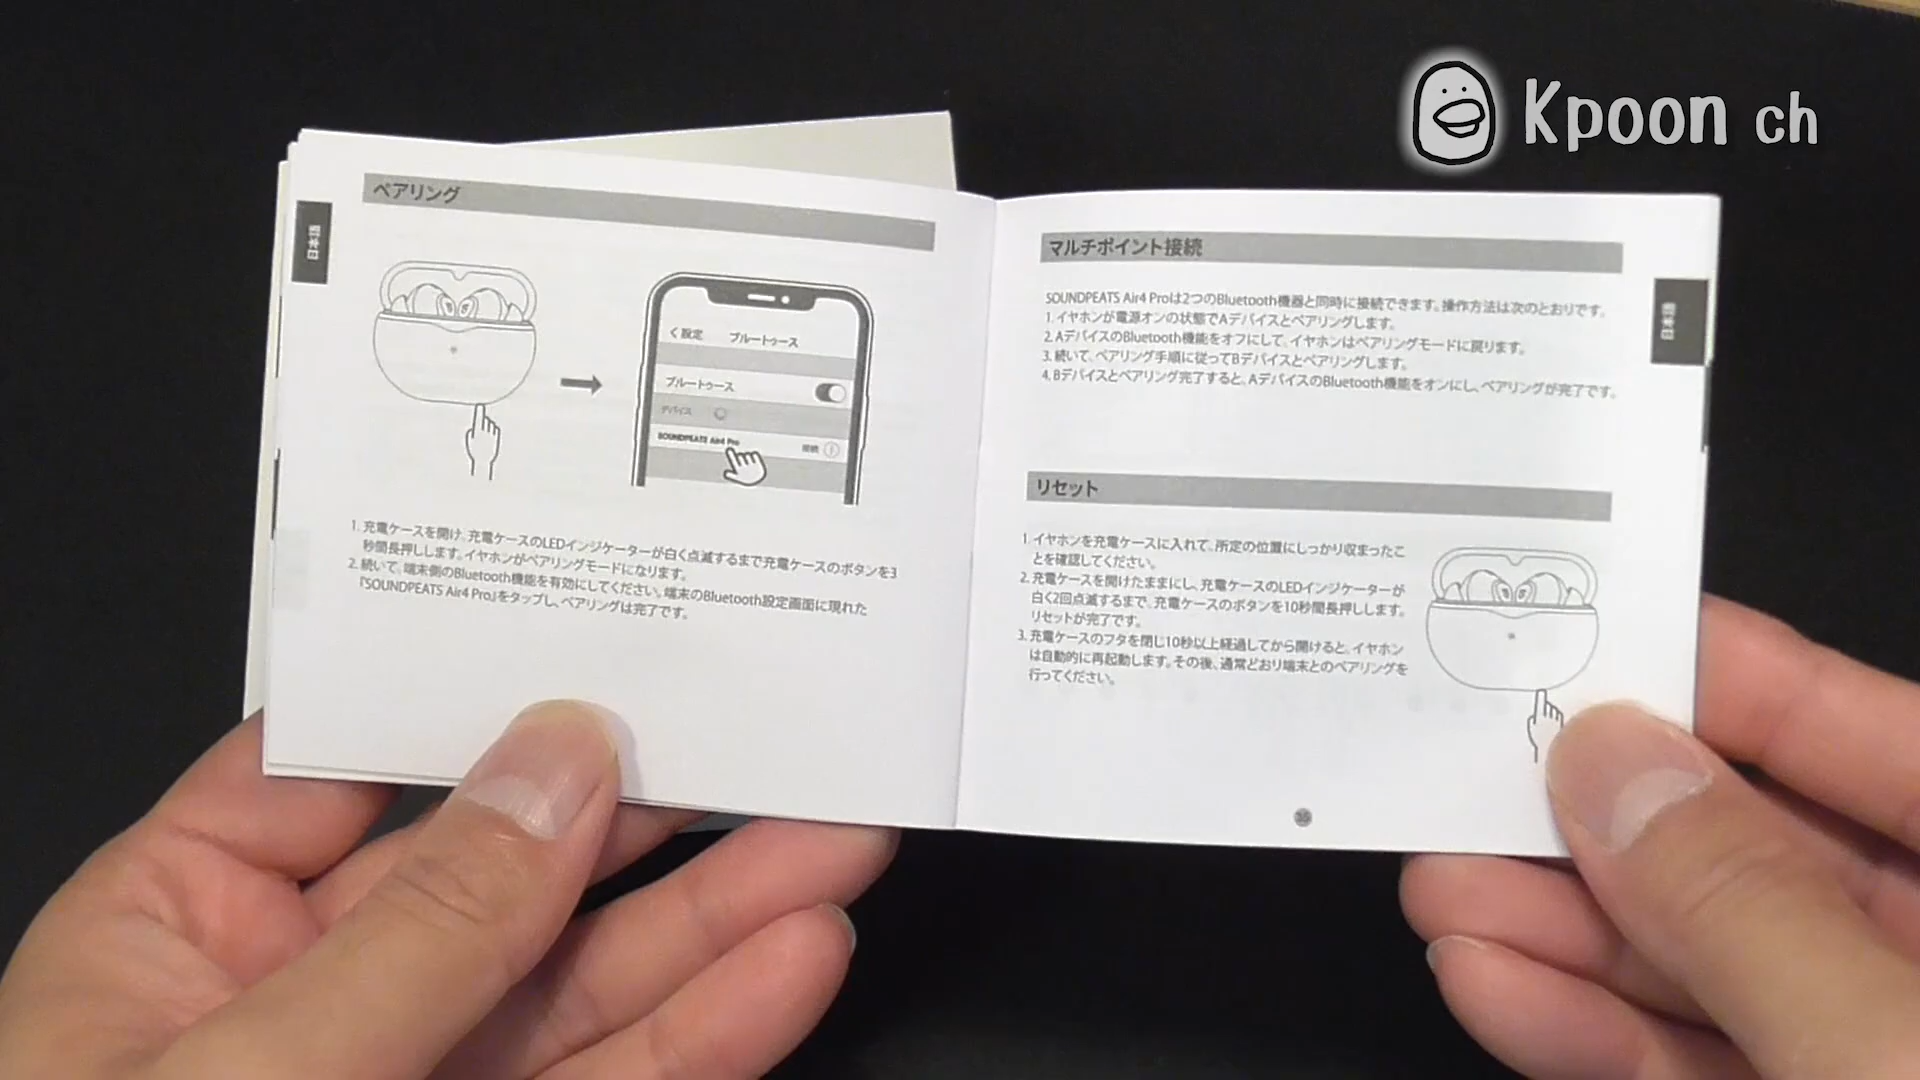 Kpoon ch
ペアリング
日本語
く設定 ブルートゥース
ブルートゥース
デバイス
SOUNDPEATS Air4 Pro 接続
1. 充電ケースを開け、充電ケースのLEDインジケーターが白く点滅するまで充電ケースのボタンを3
秒間長押しします。イヤホンがペアリングモードになります。
2. 続いて、端末側のBluetooth機能を有効にしてください。端末のBluetooth設定画面に現れた
「SOUNDPEATS Air4 Pro」をタップし、ペアリングは完了です。
マルチポイント接続
日本語
SOUNDPEATS Air4 Proは2つのBluetooth機器と同時に接続できます。操作方法は次のとおりです。
1. イヤホンが電源オンの状態でAデバイスとペアリングします。
2. AデバイスのBluetooth機能をオフにして、イヤホンはペアリングモードに戻ります。
3. 続いて、ペアリング手順に従ってBデバイスとペアリングします。
4. Bデバイスとペアリング完了すると、AデバイスのBluetooth機能をオンにし、ペアリングが完了です。
リセット
1. イヤホンを充電ケースに入れて、所定の位置にしっかり収まったこ
とを確認してください。
2. 充電ケースを開けたままにし、充電ケースのLEDインジケーターが
白く2回点滅するまで、充電ケースのボタンを10秒間長押しします。
リセットが完了です。
3. 充電ケースのフタを閉じ10秒以上経過してから開けると、イヤホン
は自動的に再起動します。その後、通常どおり端末とのペアリングを
行ってください。